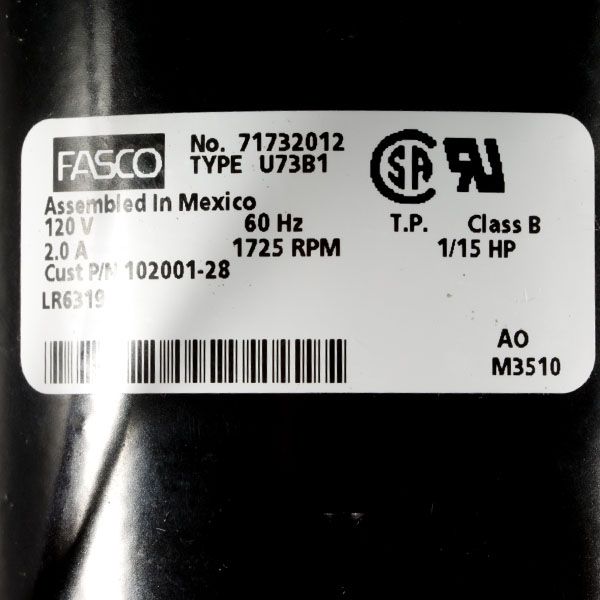 FASCO
No. 71732012
TYPE U73B1
SA
Assembled In Mexico
120 V 60 Hz T.P. Class B
2.0 A 1725 RPM 1/15 HP
Cust P/N 102001-28
LR6319
AO
M3510